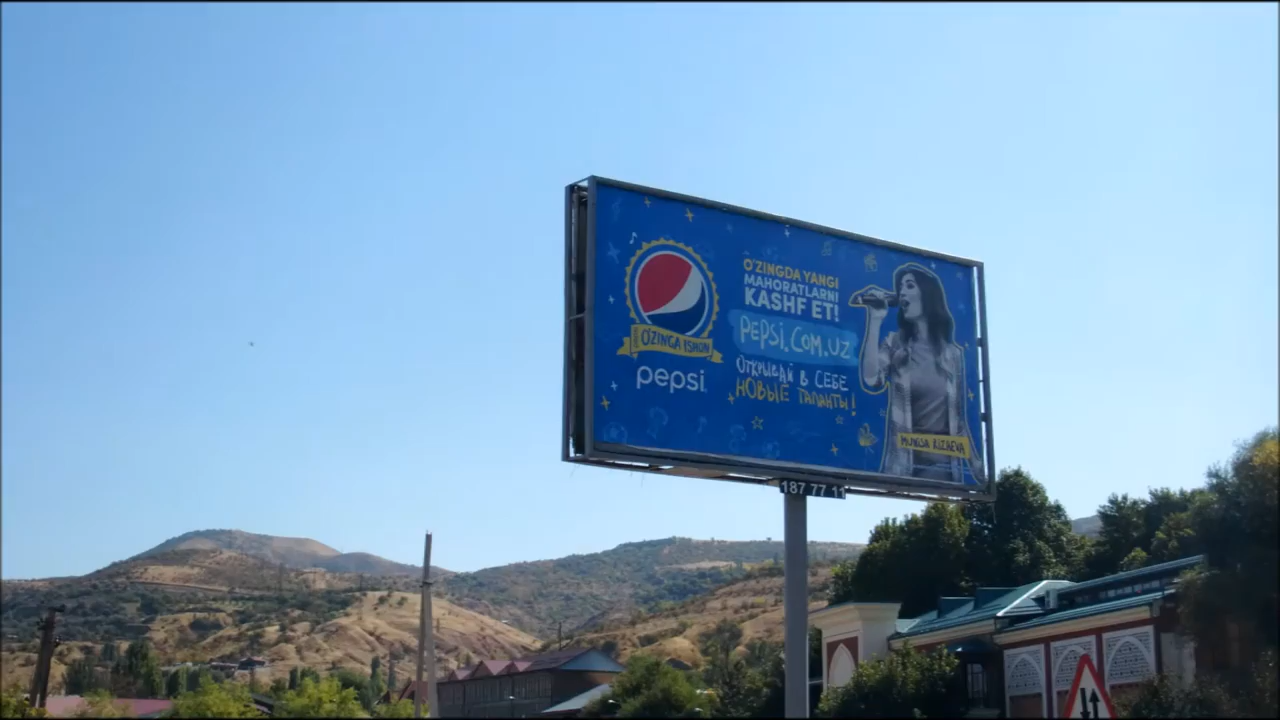 O'ZINGA ISHON
pepsi
O'ZINGDA YANGI
MAHORATLARNI
KASHF ET!
pepsi.com.uz
ОТКРЫВАЙ В СЕБЕ
НОВЫЕ ТАЛАНТЫ!
MUNISA RIZAEVA
187 77 11